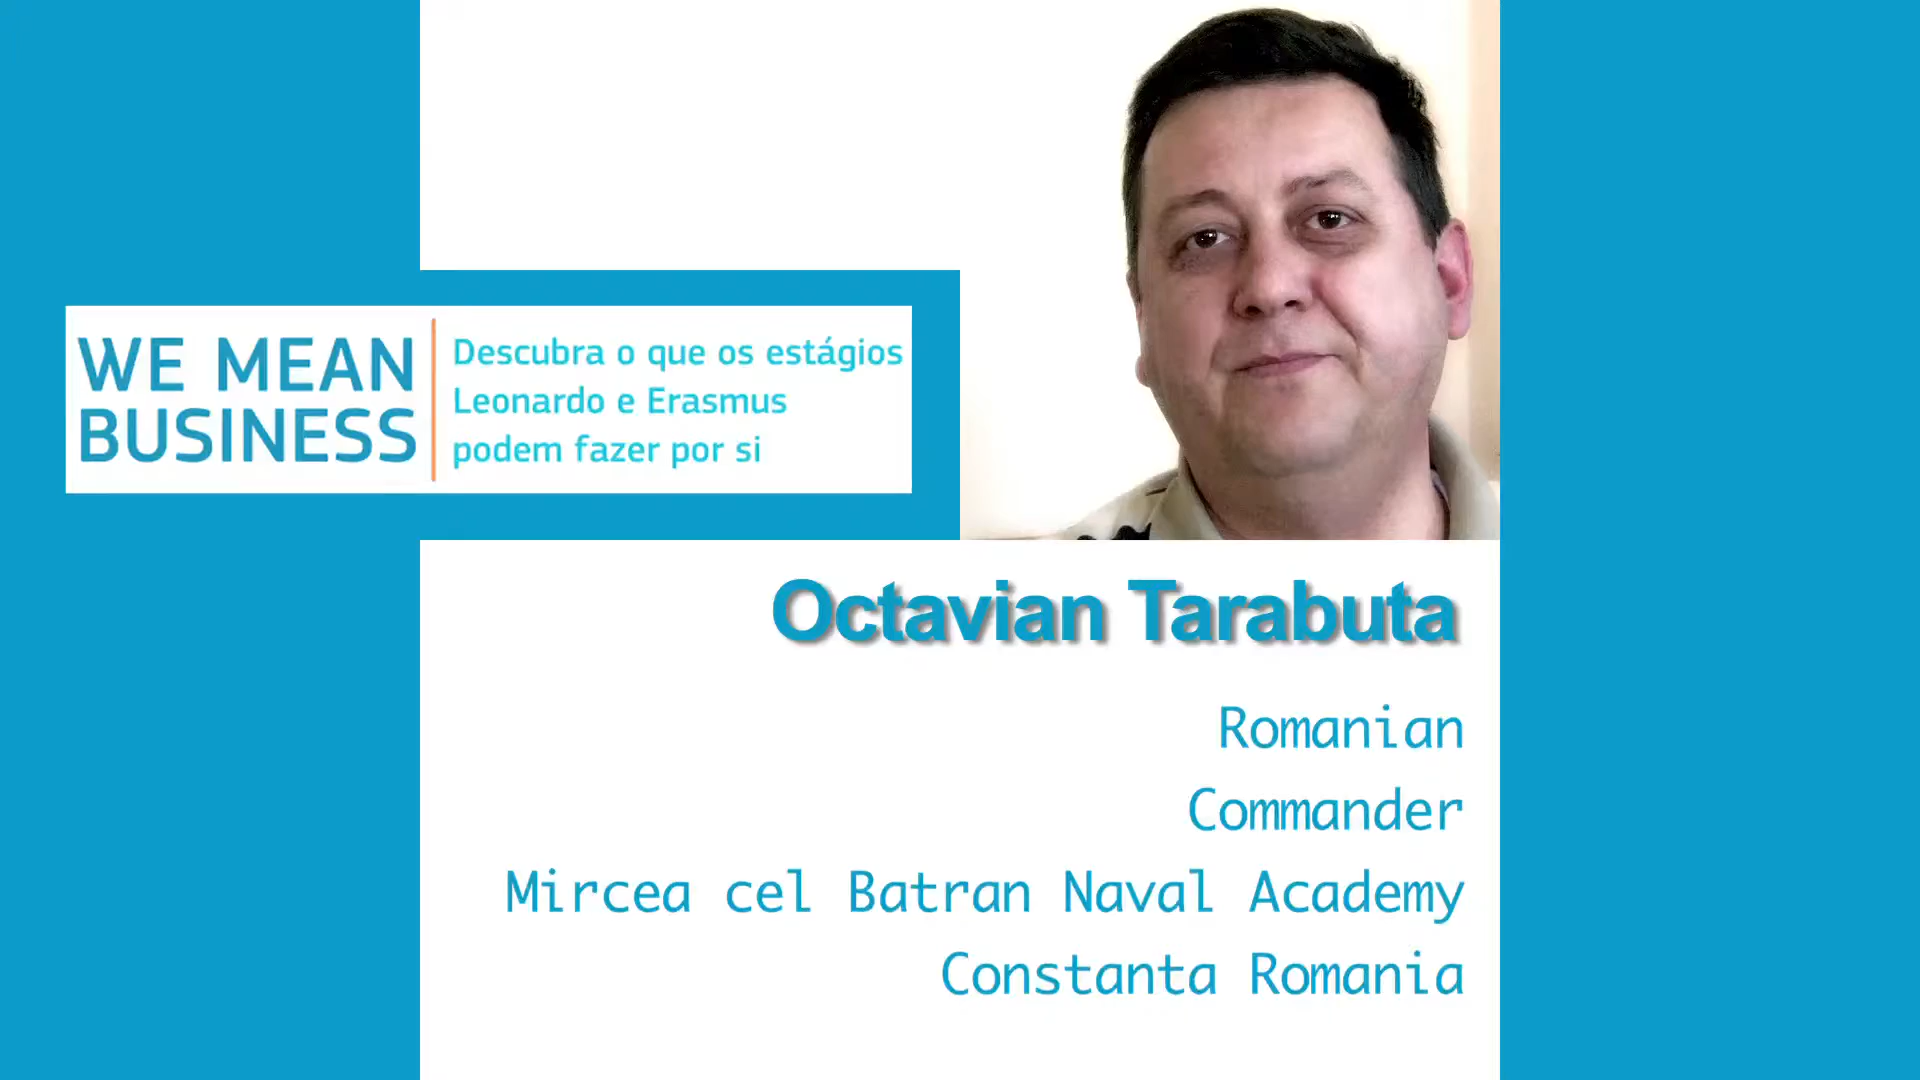 WE MEAN
BUSINESS
Descubra o que os estágios
Leonardo e Erasmus
podem fazer por si
Octavian Tarabuta
Romanian
Commander
Mircea cel Batran Naval Academy
Constanta Romania